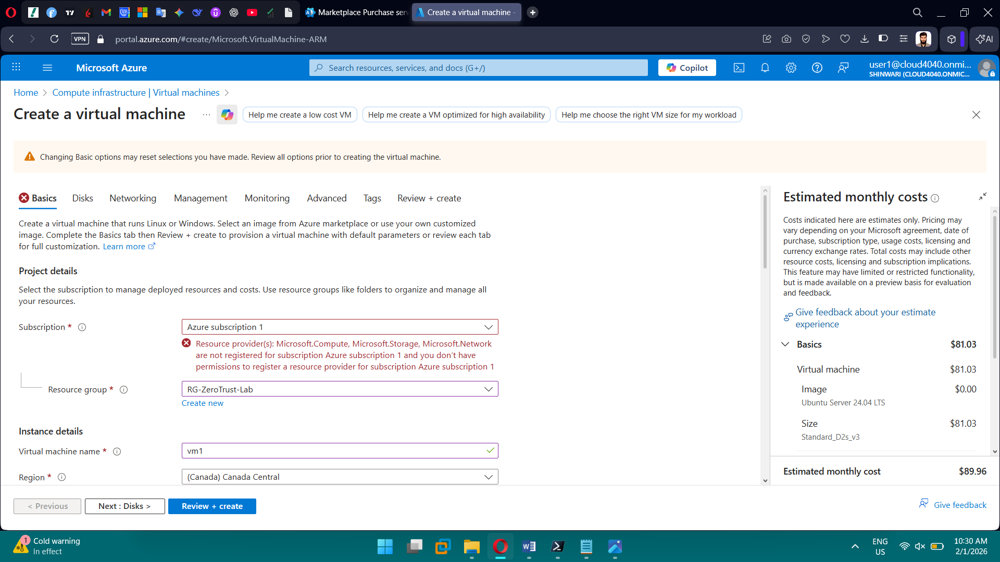 Marketplace Purchase ser
Create a virtual machine -
VPN
portal.azure.com/#create/Microsoft.VirtualMachine-ARM
AI
Microsoft Azure
Search resources, services, and docs (G+/)
Copilot
user1@cloud4040.onmi...
SHINWARI (CLOUD4040.ONMIC...
Home > Compute infrastructure | Virtual machines >
Create a virtual machine
...
Help me create a low cost VM
Help me create a VM optimized for high availability
Help me choose the right VM size for my workload
Changing Basic options may reset selections you have made. Review all options prior to creating the virtual machine.
Basics
Disks
Networking
Management
Monitoring
Advanced
Tags
Review + create
Create a virtual machine that runs Linux or Windows. Select an image from Azure marketplace or use your own customized
image. Complete the Basics tab then Review + create to provision a virtual machine with default parameters or review each tab
for full customization. Learn more
Project details
Select the subscription to manage deployed resources and costs. Use resource groups like folders to organize and manage all
your resources.
Subscription *
Azure subscription 1
Resource provider(s): Microsoft.Compute, Microsoft.Storage, Microsoft.Network
are not registered for subscription Azure subscription 1 and you don't have
permissions to register a resource provider for subscription Azure subscription 1
Resource group *
RG-ZeroTrust-Lab
Create new
Instance details
Virtual machine name *
vm1
Region *
(Canada) Canada Central
< Previous
Next : Disks >
Review + create
Estimated monthly costs
Costs indicated here are estimates only. Pricing may
vary depending on your Microsoft agreement, date of
purchase, subscription type, usage costs, licensing and
currency exchange rates. Total costs may include other
resource costs, licensing and subscription implications.
This feature may have limited or restricted functionality,
but is made available on a preview basis for evaluation
and feedback.
Give feedback about your estimate
experience
Basics $81.03
Virtual machine $81.03
Image $0.00
Ubuntu Server 24.04 LTS
Size $81.03
Standard_D2s_v3
Estimated monthly cost $89.96
Give feedback
1
Cold warning
In effect
ENG
US
10:30 AM
2/1/2026